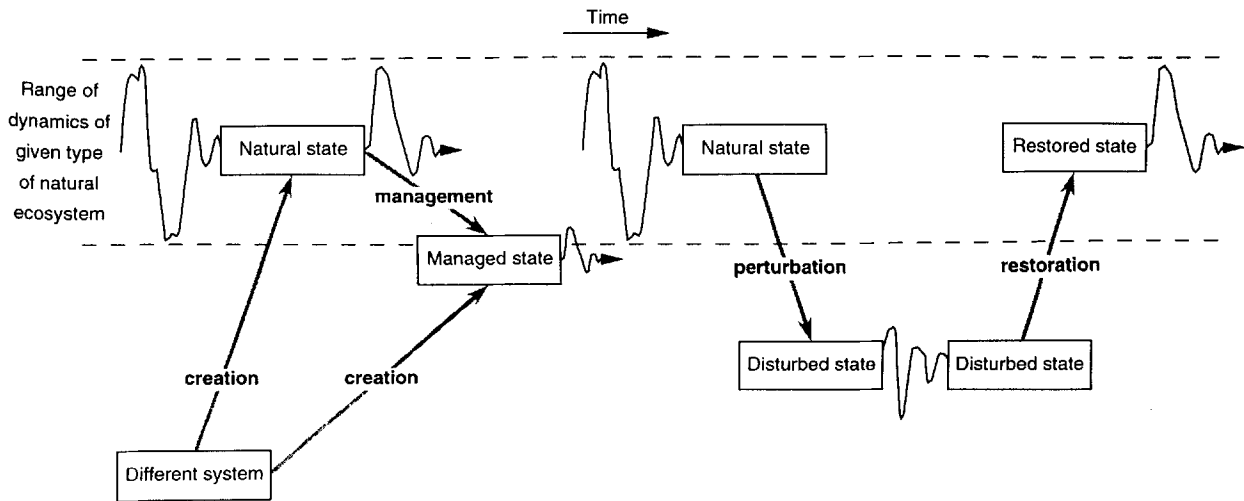 Time
Range of
dynamics of
given type
of natural
ecosystem
Natural state
management
Managed state
creation
creation
Different system
Natural state
perturbation
Disturbed state
Disturbed state
restoration
Restored state